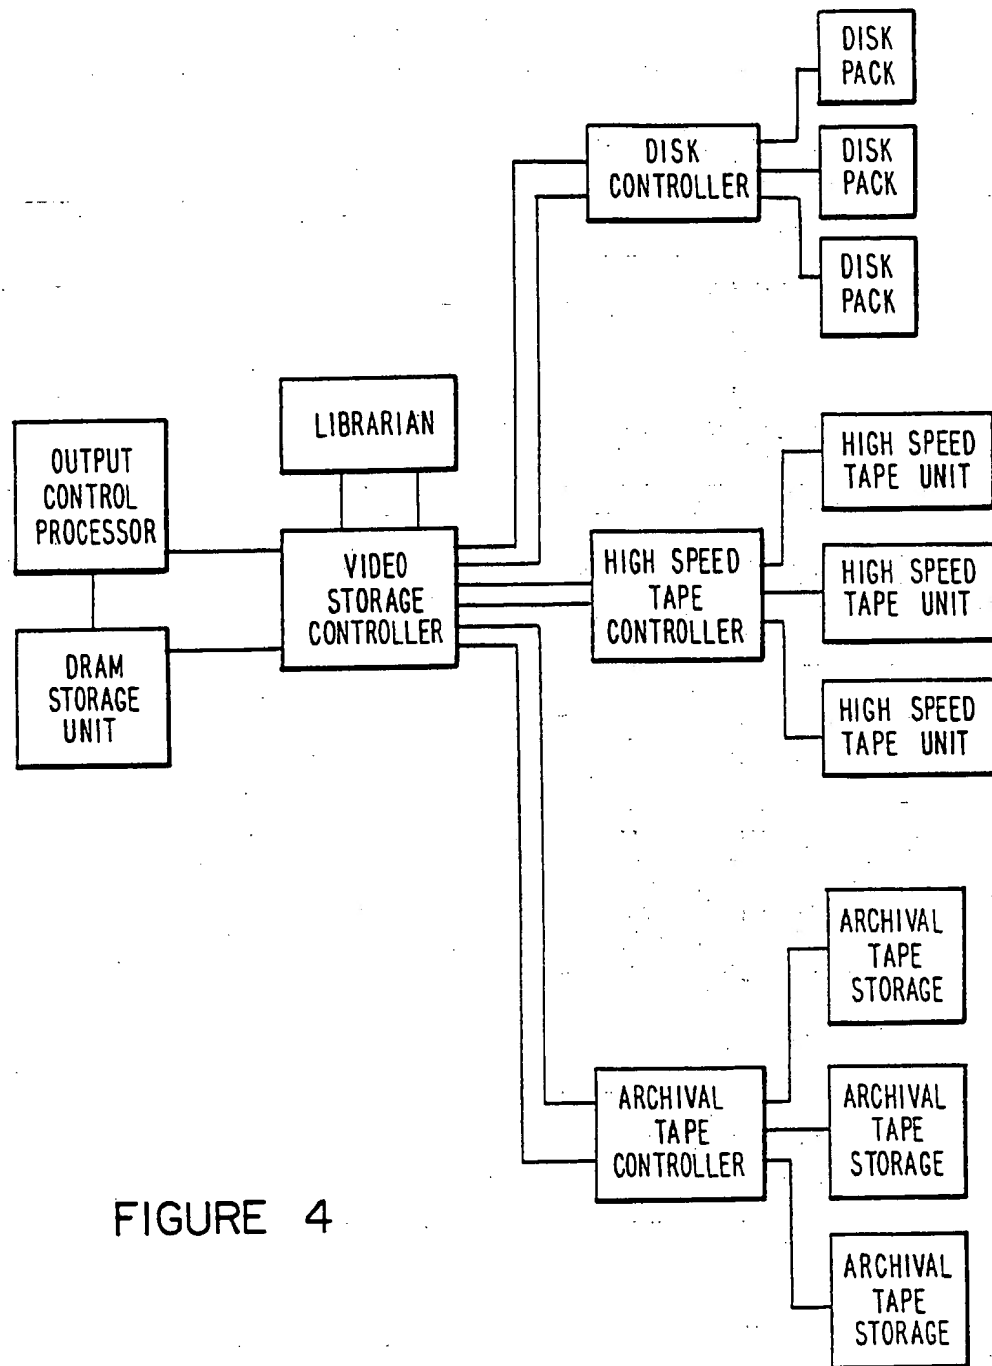 DISK
PACK
DISK
CONTROLLER
DISK
PACK
DISK
PACK
LIBRARIAN
OUTPUT
CONTROL
PROCESSOR
HIGH SPEED
TAPE UNIT
VIDEO
STORAGE
CONTROLLER
HIGH SPEED
TAPE
CONTROLLER
HIGH SPEED
TAPE UNIT
DRAM
STORAGE
UNIT
HIGH SPEED
TAPE UNIT
ARCHIVAL
TAPE
STORAGE
ARCHIVAL
TAPE
CONTROLLER
ARCHIVAL
TAPE
STORAGE
ARCHIVAL
TAPE
STORAGE
FIGURE 4